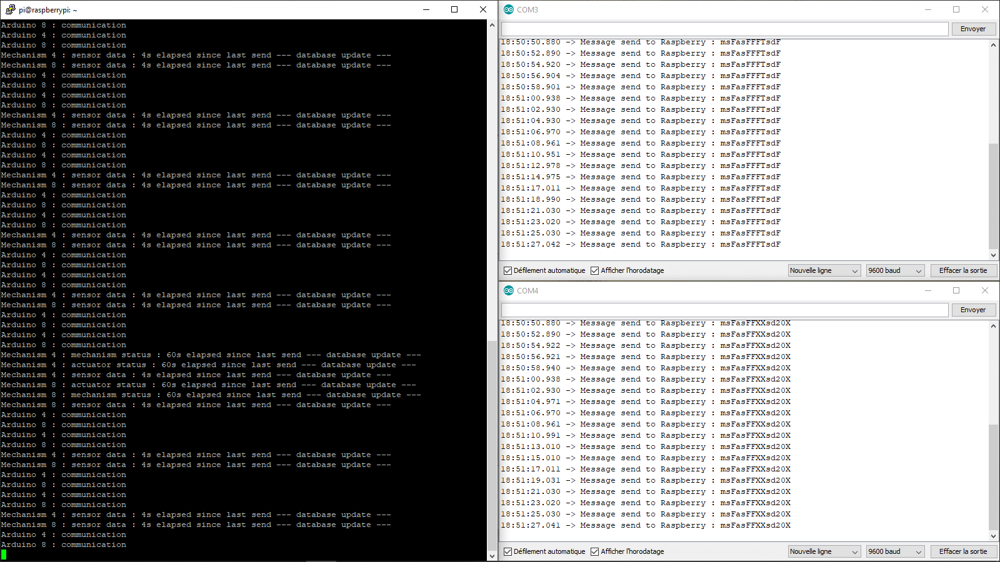 pi@raspberrypi: ~
Arduino 8 : communication
Arduino 4 : communication
Arduino 8 : communication
Mechanism 4 : sensor data : 4s elapsed since last send --- database update ---
Mechanism 8 : sensor data : 4s elapsed since last send --- database update ---
Arduino 4 : communication
Arduino 8 : communication
Arduino 4 : communication
Arduino 8 : communication
Mechanism 4 : sensor data : 4s elapsed since last send --- database update ---
Mechanism 8 : sensor data : 4s elapsed since last send --- database update ---
Arduino 4 : communication
Arduino 8 : communication
Arduino 4 : communication
Arduino 8 : communication
Mechanism 4 : sensor data : 4s elapsed since last send --- database update ---
Mechanism 8 : sensor data : 4s elapsed since last send --- database update ---
Arduino 4 : communication
Arduino 8 : communication
Arduino 4 : communication
Arduino 8 : communication
Mechanism 4 : sensor data : 4s elapsed since last send --- database update ---
Mechanism 8 : sensor data : 4s elapsed since last send --- database update ---
Arduino 4 : communication
Arduino 8 : communication
Arduino 4 : communication
Arduino 8 : communication
Mechanism 4 : sensor data : 4s elapsed since last send --- database update ---
Mechanism 8 : sensor data : 4s elapsed since last send --- database update ---
Arduino 4 : communication
Arduino 8 : communication
Arduino 4 : communication
Arduino 8 : communication
Mechanism 4 : mechanism status : 60s elapsed since last send --- database update ---
Mechanism 4 : actuator status : 60s elapsed since last send --- database update ---
Mechanism 4 : sensor data : 4s elapsed since last send --- database update ---
Mechanism 8 : actuator status : 60s elapsed since last send --- database update ---
Mechanism 8 : mechanism status : 60s elapsed since last send --- database update ---
Mechanism 8 : sensor data : 4s elapsed since last send --- database update ---
Arduino 4 : communication
Arduino 8 : communication
Arduino 4 : communication
Arduino 8 : communication
Mechanism 4 : sensor data : 4s elapsed since last send --- database update ---
Mechanism 8 : sensor data : 4s elapsed since last send --- database update ---
Arduino 4 : communication
Arduino 8 : communication
Arduino 4 : communication
Arduino 8 : communication
Mechanism 4 : sensor data : 4s elapsed since last send --- database update ---
Mechanism 8 : sensor data : 4s elapsed since last send --- database update ---
Arduino 4 : communication
Arduino 8 : communication
COM3
Envoyer
18:50:50.880 -> Message send to Raspberry : msFasFFFTsdF
18:50:52.890 -> Message send to Raspberry : msFasFFFTsdF
18:50:54.920 -> Message send to Raspberry : msFasFFFTsdF
18:50:56.904 -> Message send to Raspberry : msFasFFFTsdF
18:50:58.901 -> Message send to Raspberry : msFasFFFTsdF
18:51:00.938 -> Message send to Raspberry : msFasFFFTsdF
18:51:02.930 -> Message send to Raspberry : msFasFFFTsdF
18:51:04.930 -> Message send to Raspberry : msFasFFFTsdF
18:51:06.970 -> Message send to Raspberry : msFasFFFTsdF
18:51:08.961 -> Message send to Raspberry : msFasFFFTsdF
18:51:10.951 -> Message send to Raspberry : msFasFFFTsdF
18:51:12.978 -> Message send to Raspberry : msFasFFFTsdF
18:51:14.975 -> Message send to Raspberry : msFasFFFTsdF
18:51:17.011 -> Message send to Raspberry : msFasFFFTsdF
18:51:18.990 -> Message send to Raspberry : msFasFFFTsdF
18:51:21.030 -> Message send to Raspberry : msFasFFFTsdF
18:51:23.020 -> Message send to Raspberry : msFasFFFTsdF
18:51:25.030 -> Message send to Raspberry : msFasFFFTsdF
18:51:27.042 -> Message send to Raspberry : msFasFFFTsdF
Défilement automatique Afficher l'horodatage Nouvelle ligne 9600 baud Effacer la sortie
COM4
Envoyer
18:50:50.880 -> Message send to Raspberry : msFasFFXXsd20X
18:50:52.890 -> Message send to Raspberry : msFasFFXXsd20X
18:50:54.922 -> Message send to Raspberry : msFasFFXXsd20X
18:50:56.921 -> Message send to Raspberry : msFasFFXXsd20X
18:50:58.940 -> Message send to Raspberry : msFasFFXXsd20X
18:51:00.938 -> Message send to Raspberry : msFasFFXXsd20X
18:51:02.930 -> Message send to Raspberry : msFasFFXXsd20X
18:51:04.971 -> Message send to Raspberry : msFasFFXXsd20X
18:51:06.970 -> Message send to Raspberry : msFasFFXXsd20X
18:51:08.961 -> Message send to Raspberry : msFasFFXXsd20X
18:51:10.991 -> Message send to Raspberry : msFasFFXXsd20X
18:51:13.010 -> Message send to Raspberry : msFasFFXXsd20X
18:51:15.010 -> Message send to Raspberry : msFasFFXXsd20X
18:51:17.011 -> Message send to Raspberry : msFasFFXXsd20X
18:51:19.031 -> Message send to Raspberry : msFasFFXXsd20X
18:51:21.030 -> Message send to Raspberry : msFasFFXXsd20X
18:51:23.020 -> Message send to Raspberry : msFasFFXXsd20X
18:51:25.030 -> Message send to Raspberry : msFasFFXXsd20X
18:51:27.041 -> Message send to Raspberry : msFasFFXXsd20X
Défilement automatique Afficher l'horodatage Nouvelle ligne 9600 baud Effacer la sortie